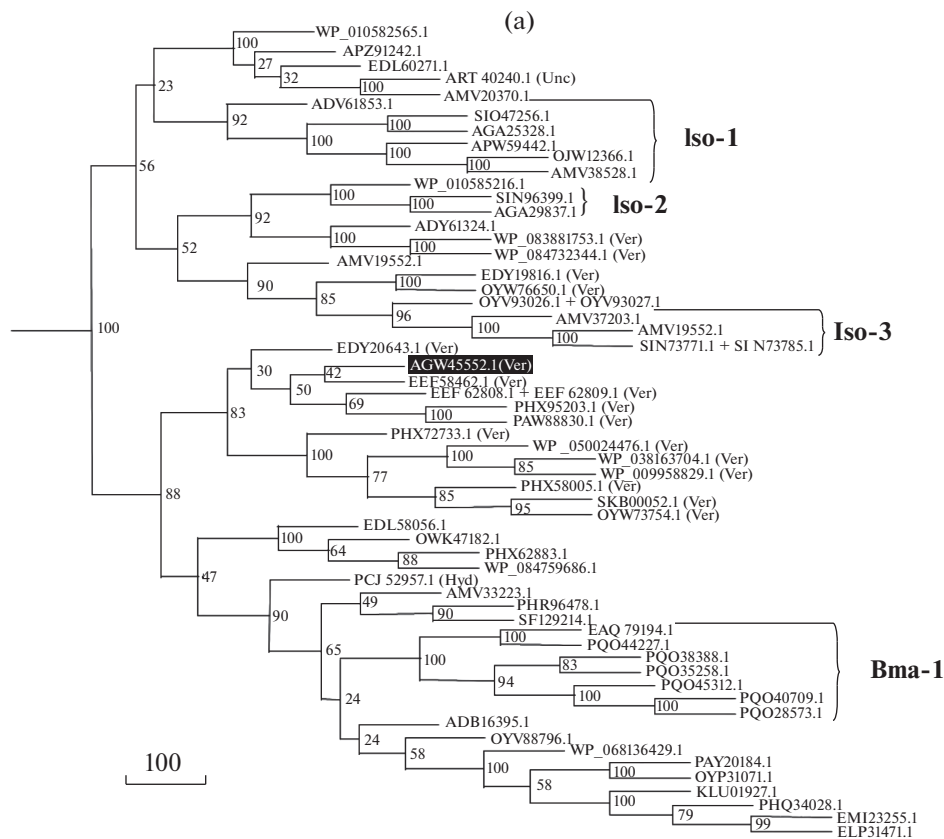 (a)
WP_010582565.1
100
APZ91242.1
27
EDL60271.1
32
ART 40240.1 (Unc)
100
AMV20370.1
23
ADV61853.1
92
SIO47256.1
100
AGA25328.1
100
APW59442.1
100
OJW12366.1
100
AMV38528.1
Iso-1
56
WP_010585216.1
100
SIN96399.1
100
AGA29837.1
Iso-2
92
ADY61324.1
100
WP_083881753.1 (Ver)
100
WP_084732344.1 (Ver)
52
AMV19552.1
90
EDY19816.1 (Ver)
100
OYW76650.1 (Ver)
85
OYV93026.1 + OYV93027.1
96
AMV37203.1
100
AMV19552.1
100
SIN73771.1 + SI N73785.1
Iso-3
100
EDY20643.1 (Ver)
30
AGW45552.1(Ver)
42
EEF58462.1 (Ver)
50
EEF 62808.1 + EEF 62809.1 (Ver)
69
PHX95203.1 (Ver)
100
PAW88830.1 (Ver)
83
PHX72733.1 (Ver)
100
WP _050024476.1 (Ver)
100
WP_038163704.1 (Ver)
85
WP_009958829.1 (Ver)
77
PHX58005.1 (Ver)
85
SKB00052.1 (Ver)
95
OYW73754.1 (Ver)
88
EDL58056.1
100
OWK47182.1
64
PHX62883.1
88
WP_084759686.1
47
PCJ 52957.1 (Hyd)
90
AMV33223.1
49
PHR96478.1
90
SF129214.1
65
EAQ 79194.1
100
PQO44227.1
100
PQO38388.1
83
PQO35258.1
94
PQO45312.1
100
PQO40709.1
100
PQO28573.1
Bma-1
24
ADB16395.1
24
OYV88796.1
58
WP_068136429.1
100
PAY20184.1
100
OYP31071.1
58
KLU01927.1
100
PHQ34028.1
79
EMI23255.1
99
ELP31471.1
100